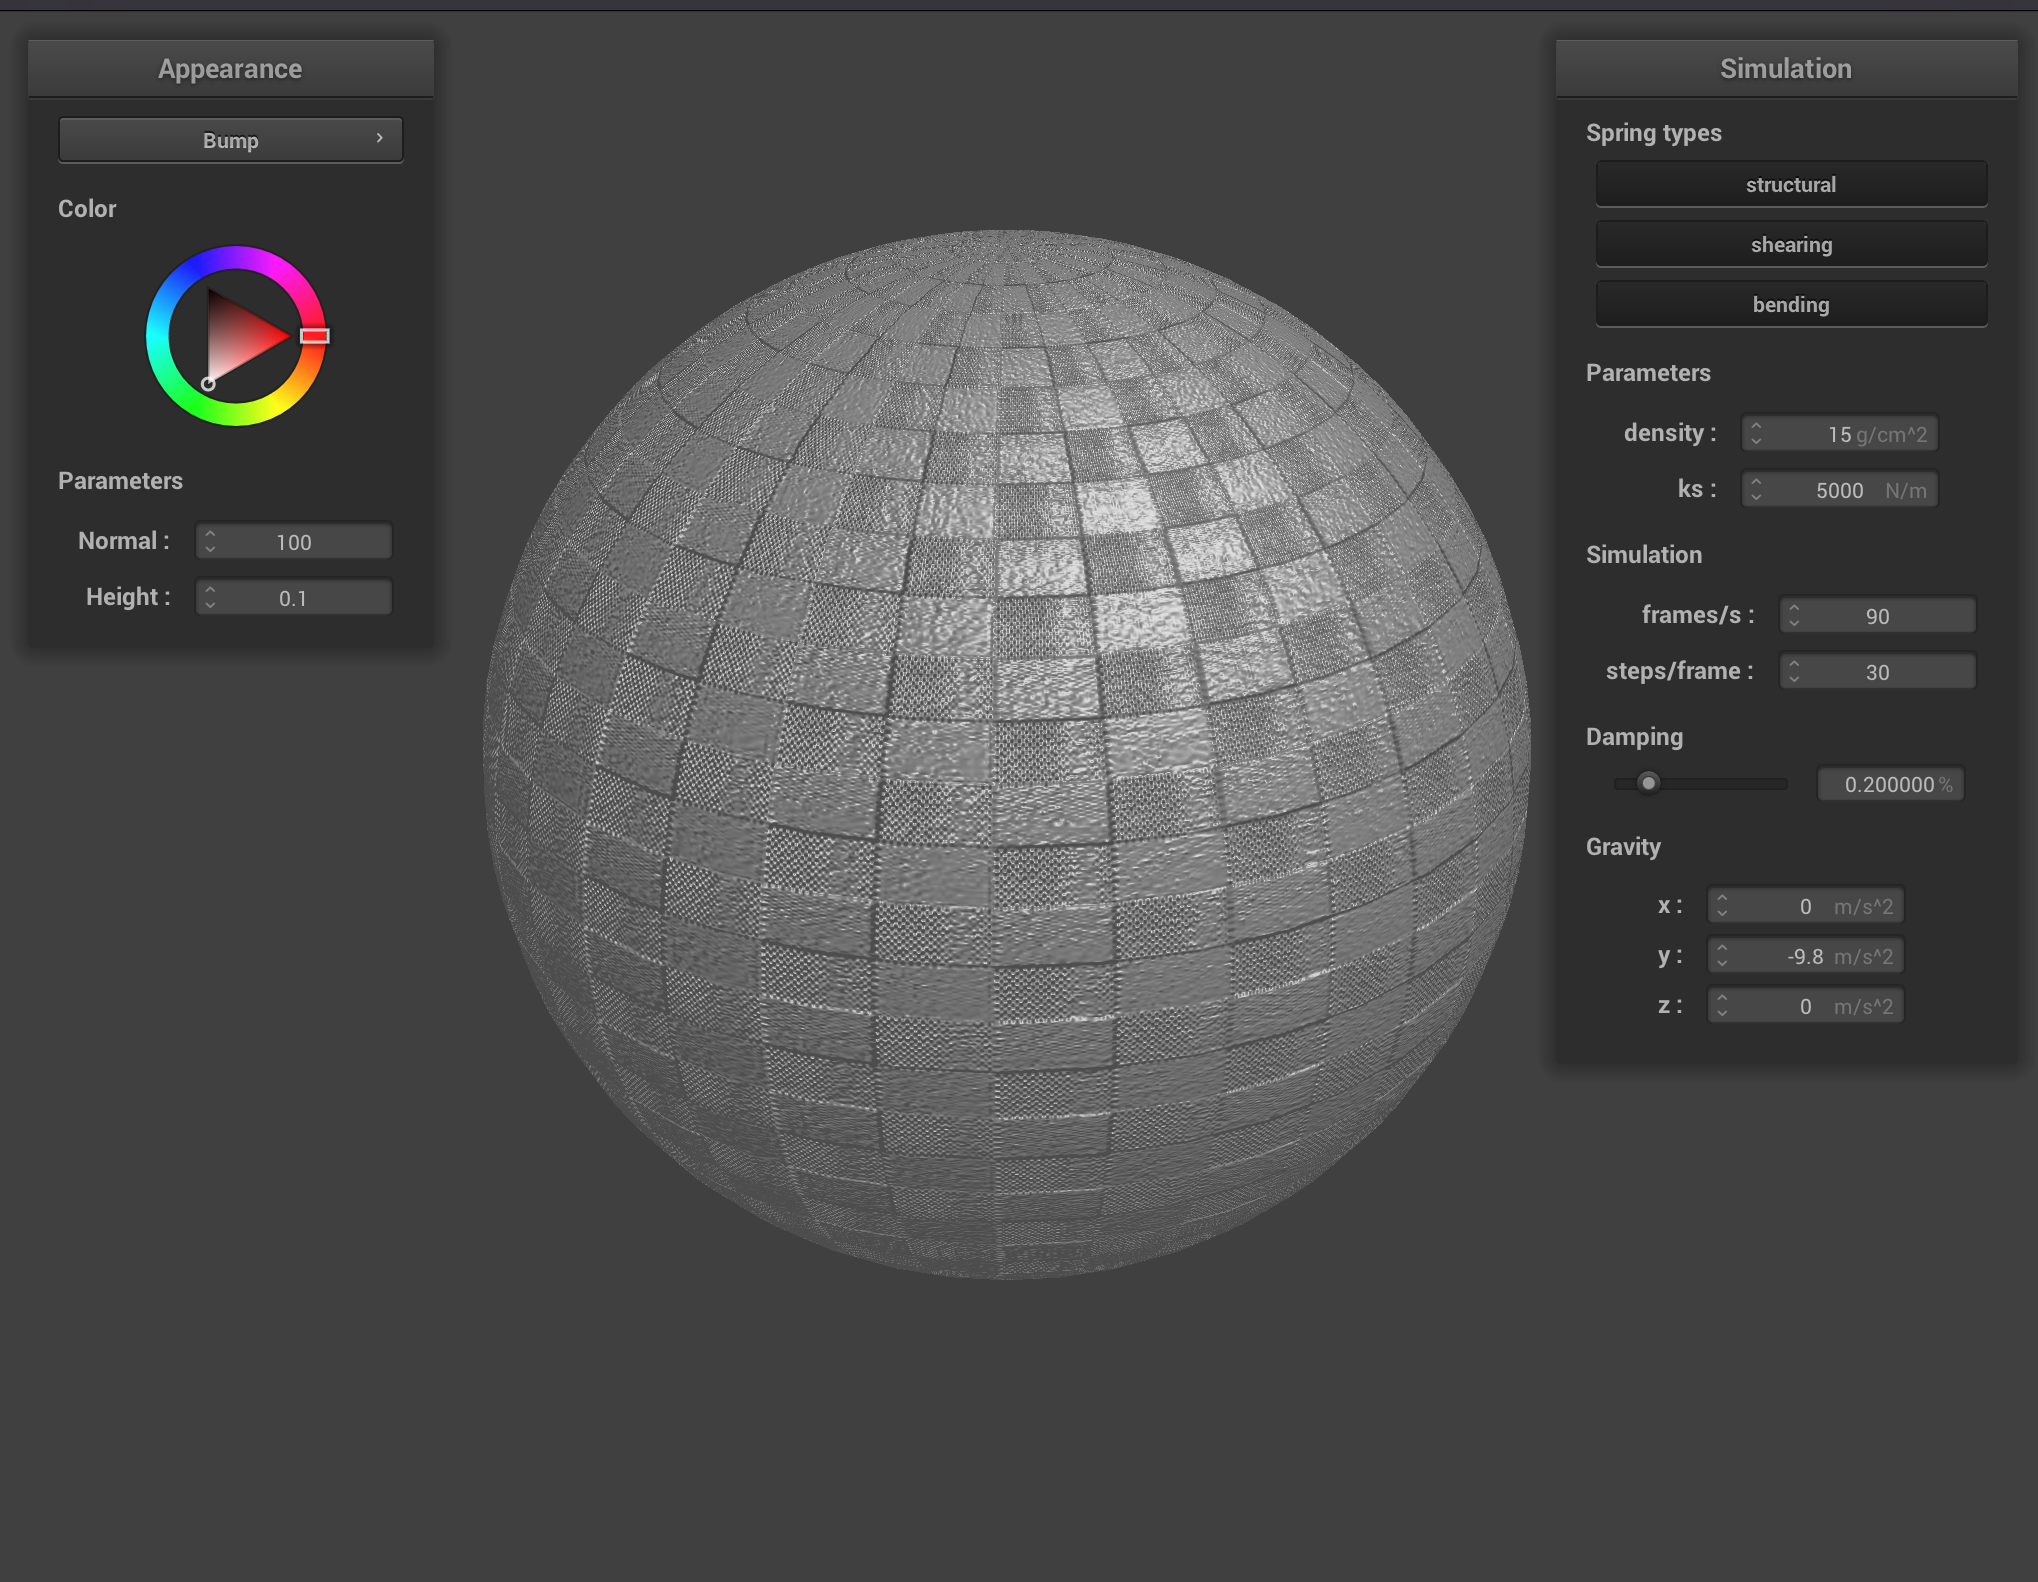 Appearance
Bump
Color
Parameters
Normal : 100
Height : 0.1
Simulation
Spring types
structural
shearing
bending
Parameters
density : 15 g/cm^2
ks : 5000 N/m
Simulation
frames/s : 90
steps/frame : 30
Damping
0.200000 %
Gravity
x : 0 m/s^2
y : -9.8 m/s^2
z : 0 m/s^2